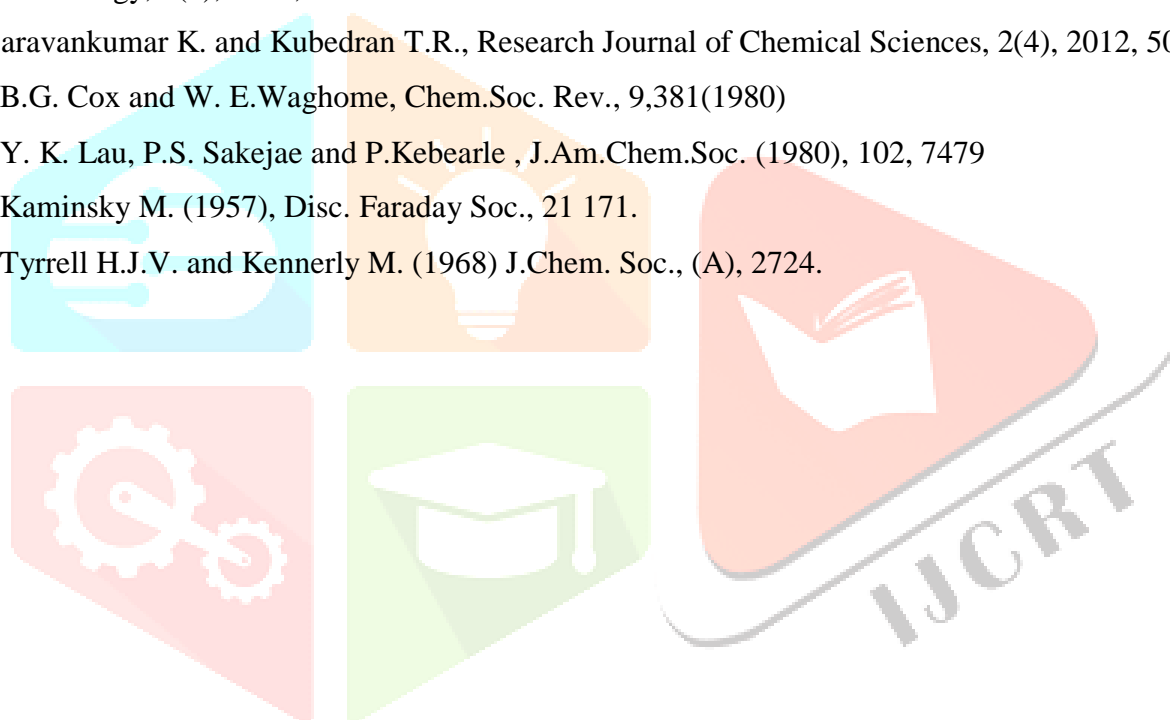 aravankumar K. and Kubedran T.R., Research Journal of Chemical Sciences, 2(4), 2012,
B.G. Cox and W. E.Waghome, Chem.Soc. Rev., 9,381(1980)
Y. K. Lau, P.S. Sakejae and P.Kebearle , J.Am.Chem.Soc. (1980), 102, 7479
Kaminsky M. (1957), Disc. Faraday Soc., 21 171.
Tyrrell H.J.V. and Kennerly M. (1968) J.Chem. Soc., (A), 2724.
IJCRT